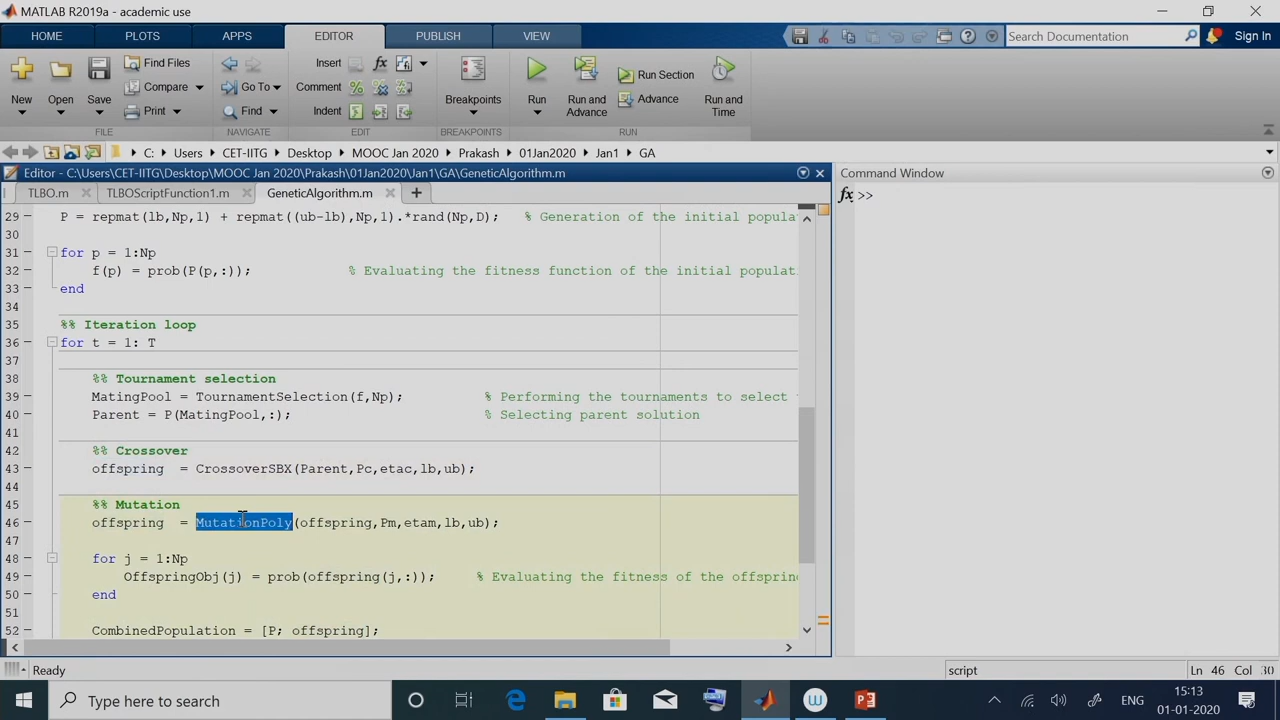 MATLAB R2019a - academic use
HOME PLOTS APPS EDITOR PUBLISH VIEW Search Documentation Sign In
New Open Save Find Files Compare Print Go To Find Insert Comment Indent Breakpoints Run Run and Advance Run Section Advance Run and Time
FILE NAVIGATE EDIT BREAKPOINTS RUN
C: Users CET-IITG Desktop MOOC Jan 2020 Prakash 01Jan2020 Jan1 GA
Editor - C:\Users\CET-IITG\Desktop\MOOC Jan 2020\Prakash\01Jan2020\Jan1\GA\GeneticAlgorithm.m
Command Window
TLBO.m TLBOScriptFunction1.m GeneticAlgorithm.m
fx >>
29 P = repmat(lb,Np,1) + repmat((ub-lb),Np,1).*rand(Np,D); % Generation of the initial popula
30
31 for p = 1:Np
32 f(p) = prob(P(p,:)); % Evaluating the fitness function of the initial populati
33 end
34
35 %% Iteration loop
36 for t = 1: T
37
38 %% Tournament selection
39 MatingPool = TournamentSelection(f,Np); % Performing the tournaments to select
40 Parent = P(MatingPool,:); % Selecting parent solution
41
42 %% Crossover
43 offspring = CrossoverSBX(Parent,Pc,etac,lb,ub);
44
45 %% Mutation
46 offspring = MutationPoly(offspring,Pm,etam,lb,ub);
47
48 for j = 1:Np
49 OffspringObj(j) = prob(offspring(j,:)); % Evaluating the fitness of the offspring
50 end
51
52 CombinedPopulation = [P; offspring];
Ready
script Ln 46 Col 30
Type here to search
ENG 15:13
01-01-2020